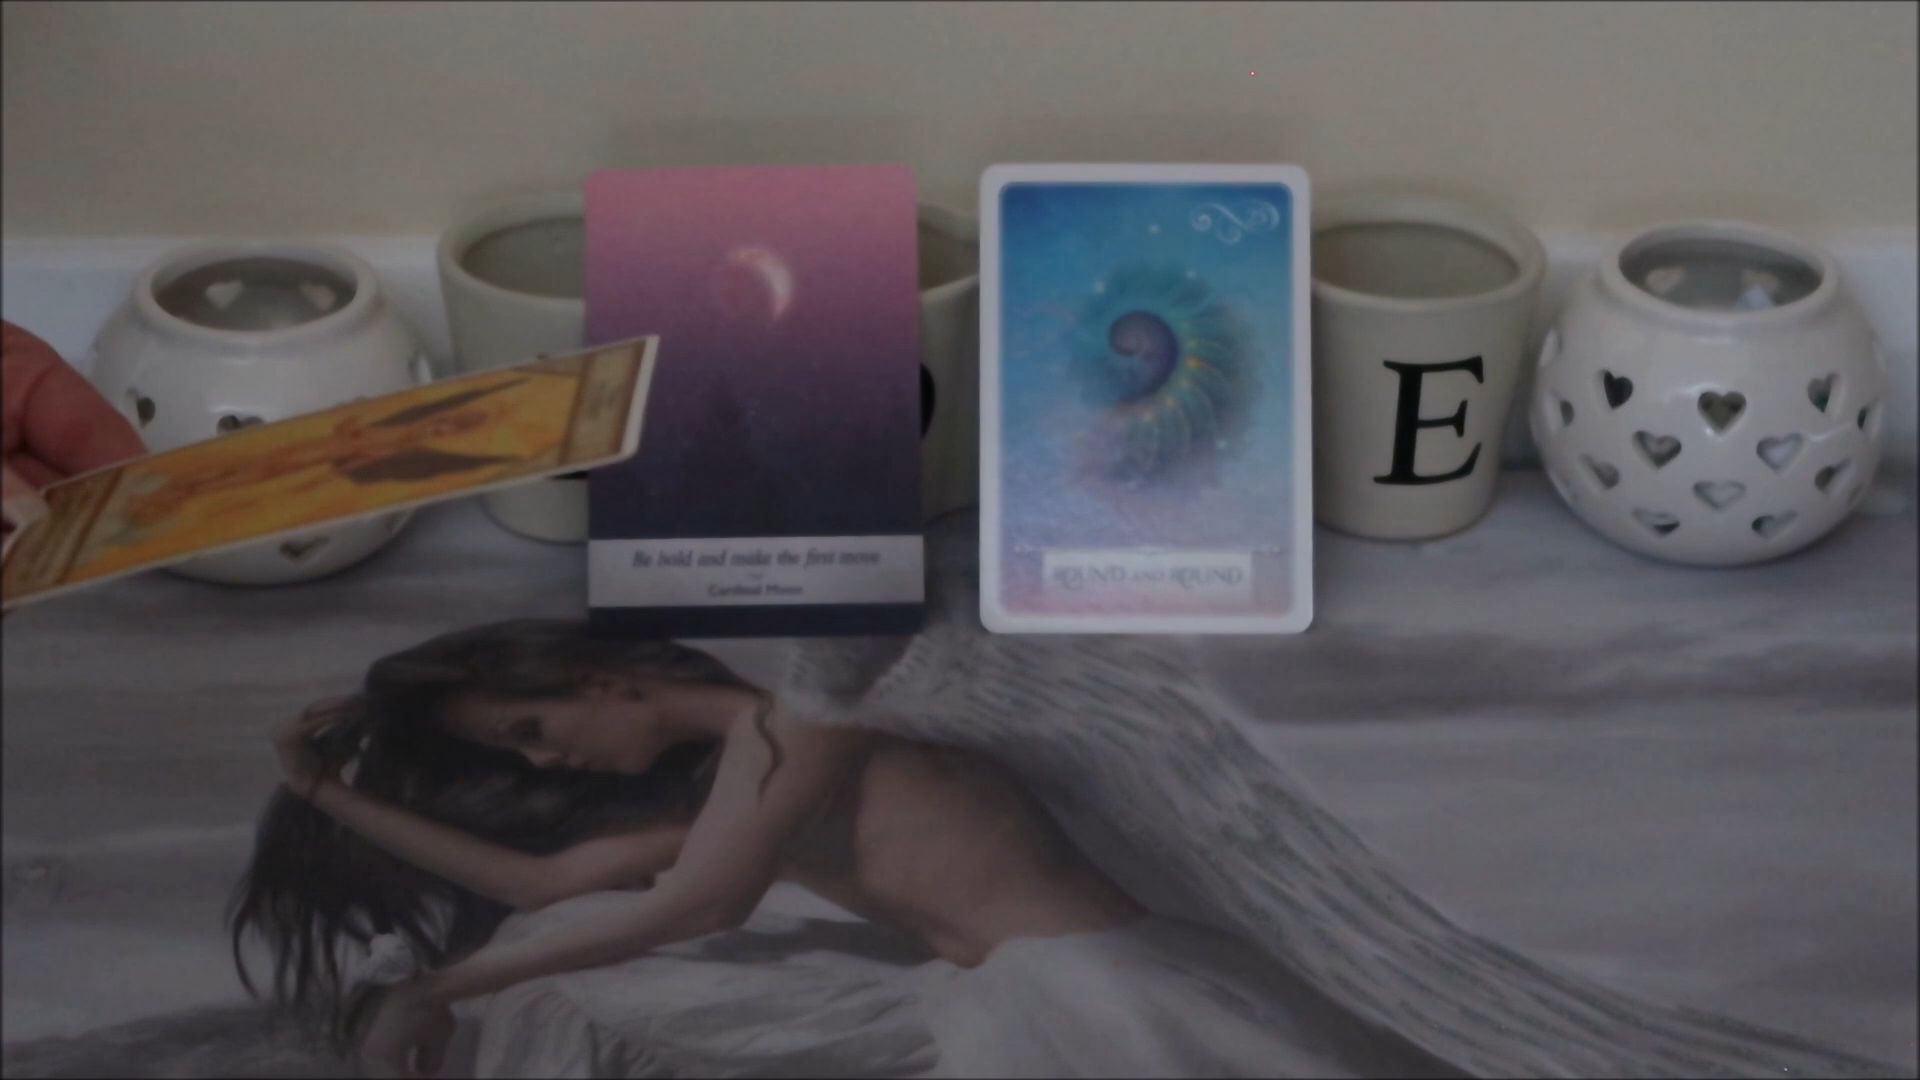 Be bold and make the first move
Cardinal Moon
ROUND AND ROUND
E